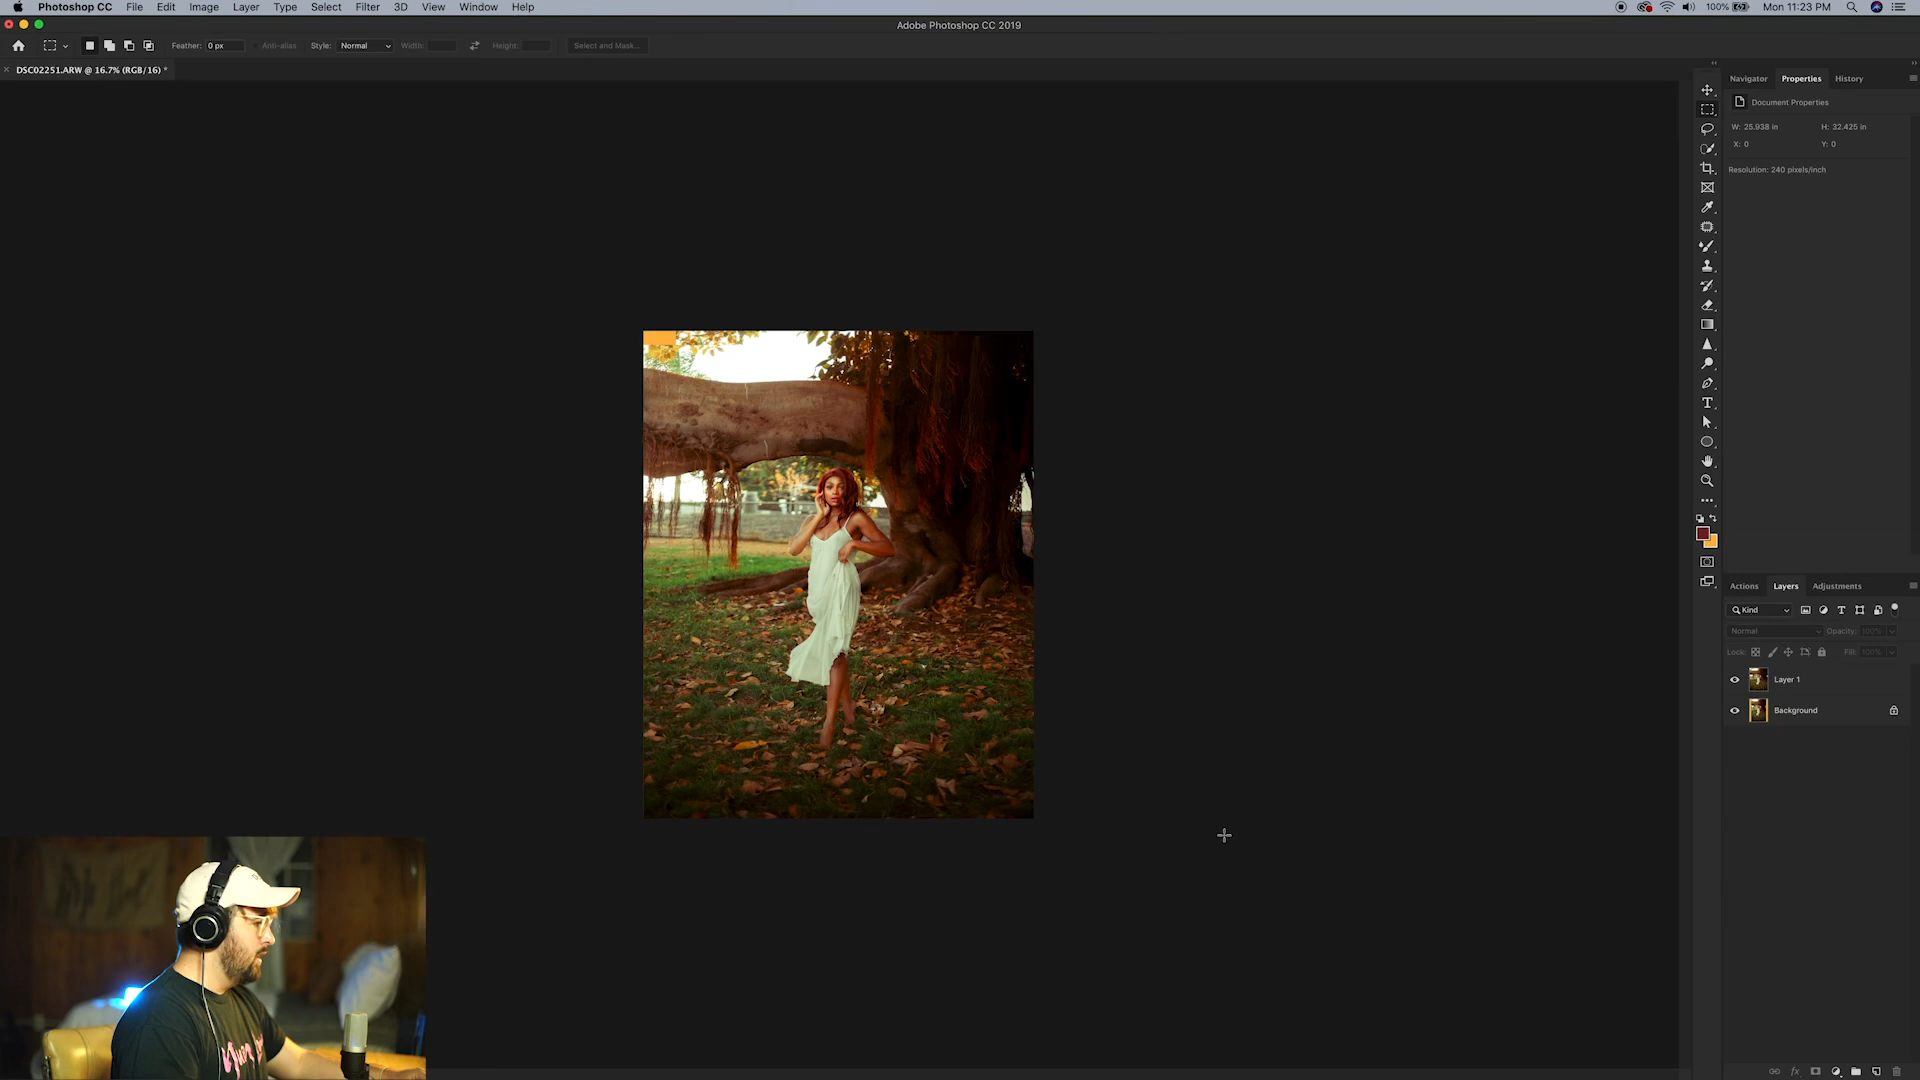 Photoshop CC File Edit Image Layer Type Select Filter 3D View Window Help 100% Mon 11:23 PM
Adobe Photoshop CC 2019
Feather: 0 px Anti-alias Style: Normal Width: Height: Select and Mask...
DSC02251.ARW @ 16.7% (RGB/16) *
Navigator Properties History
Document Properties
W: 25.938 in H: 32.425 in
X: 0 Y: 0
Resolution: 240 pixels/inch
Actions Layers Adjustments
Kind
Normal Opacity: 100%
Lock: Fill: 100%
Layer 1
Background